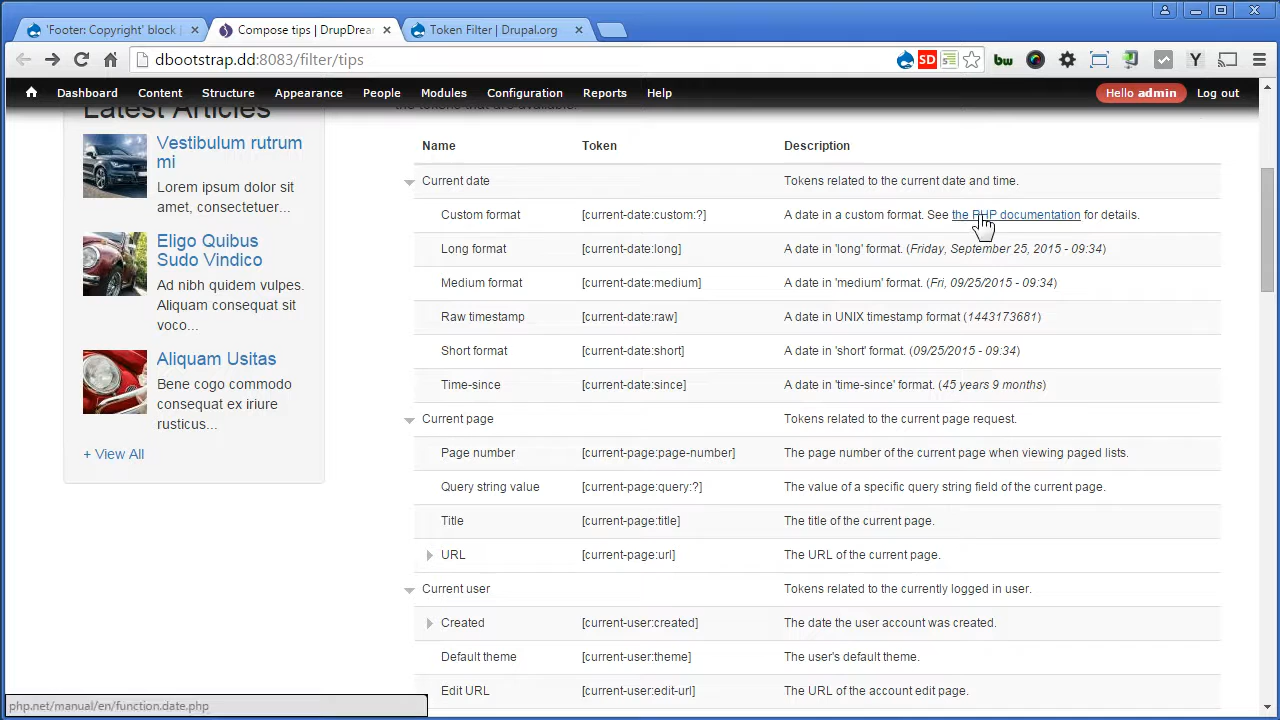 'Footer: Copyright' block |
Compose tips | DrupDrea
Token Filter | Drupal.org
dbootstrap.dd:8083/filter/tips
SD
bw
Y
Dashboard Content Structure Appearance People Modules Configuration Reports Help
Hello admin Log out
Latest Articles
Vestibulum rutrum
mi
Lorem ipsum dolor sit
amet, consectetuer...
Eligo Quibus
Sudo Vindico
Ad nibh quidem vulpes.
Aliquam consequat sit
voco...
Aliquam Usitas
Bene cogo commodo
consequat ex iriure
rusticus...
+ View All
the tokens that are available.
Name Token Description
Current date Tokens related to the current date and time.
Custom format [current-date:custom:?] A date in a custom format. See the PHP documentation for details.
Long format [current-date:long] A date in 'long' format. (Friday, September 25, 2015 - 09:34)
Medium format [current-date:medium] A date in 'medium' format. (Fri, 09/25/2015 - 09:34)
Raw timestamp [current-date:raw] A date in UNIX timestamp format (1443173681)
Short format [current-date:short] A date in 'short' format. (09/25/2015 - 09:34)
Time-since [current-date:since] A date in 'time-since' format. (45 years 9 months)
Current page Tokens related to the current page request.
Page number [current-page:page-number] The page number of the current page when viewing paged lists.
Query string value [current-page:query:?] The value of a specific query string field of the current page.
Title [current-page:title] The title of the current page.
URL [current-page:url] The URL of the current page.
Current user Tokens related to the currently logged in user.
Created [current-user:created] The date the user account was created.
Default theme [current-user:theme] The user's default theme.
Edit URL [current-user:edit-url] The URL of the account edit page.
php.net/manual/en/function.date.php